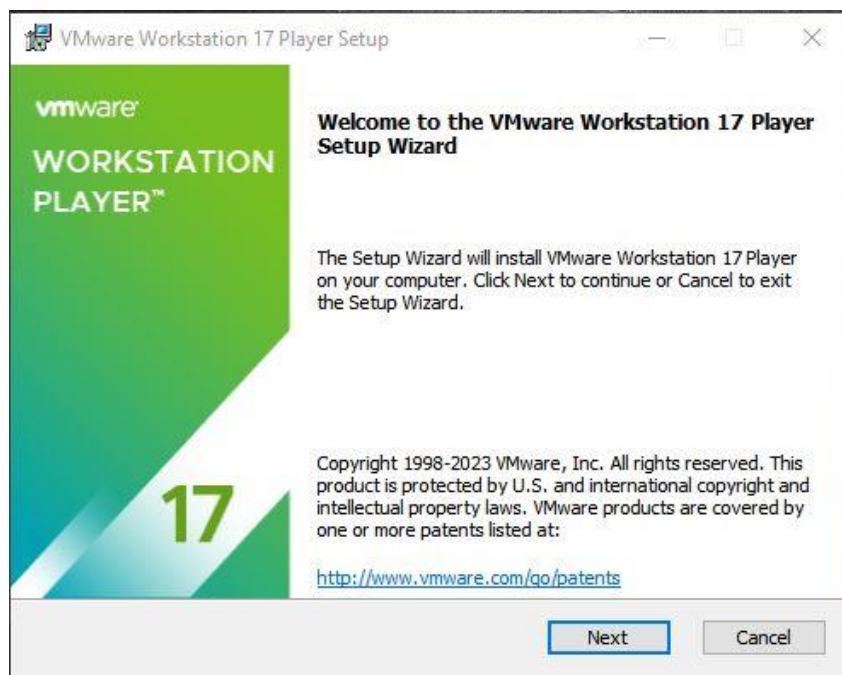 VMware Workstation 17 Player Setup
vmware
WORKSTATION
PLAYER™
17
Welcome to the VMware Workstation 17 Player
Setup Wizard
The Setup Wizard will install VMware Workstation 17 Player
on your computer. Click Next to continue or Cancel to exit
the Setup Wizard.
Copyright 1998-2023 VMware, Inc. All rights reserved. This
product is protected by U.S. and international copyright and
intellectual property laws. VMware products are covered by
one or more patents listed at:
http://www.vmware.com/go/patents
Next
Cancel